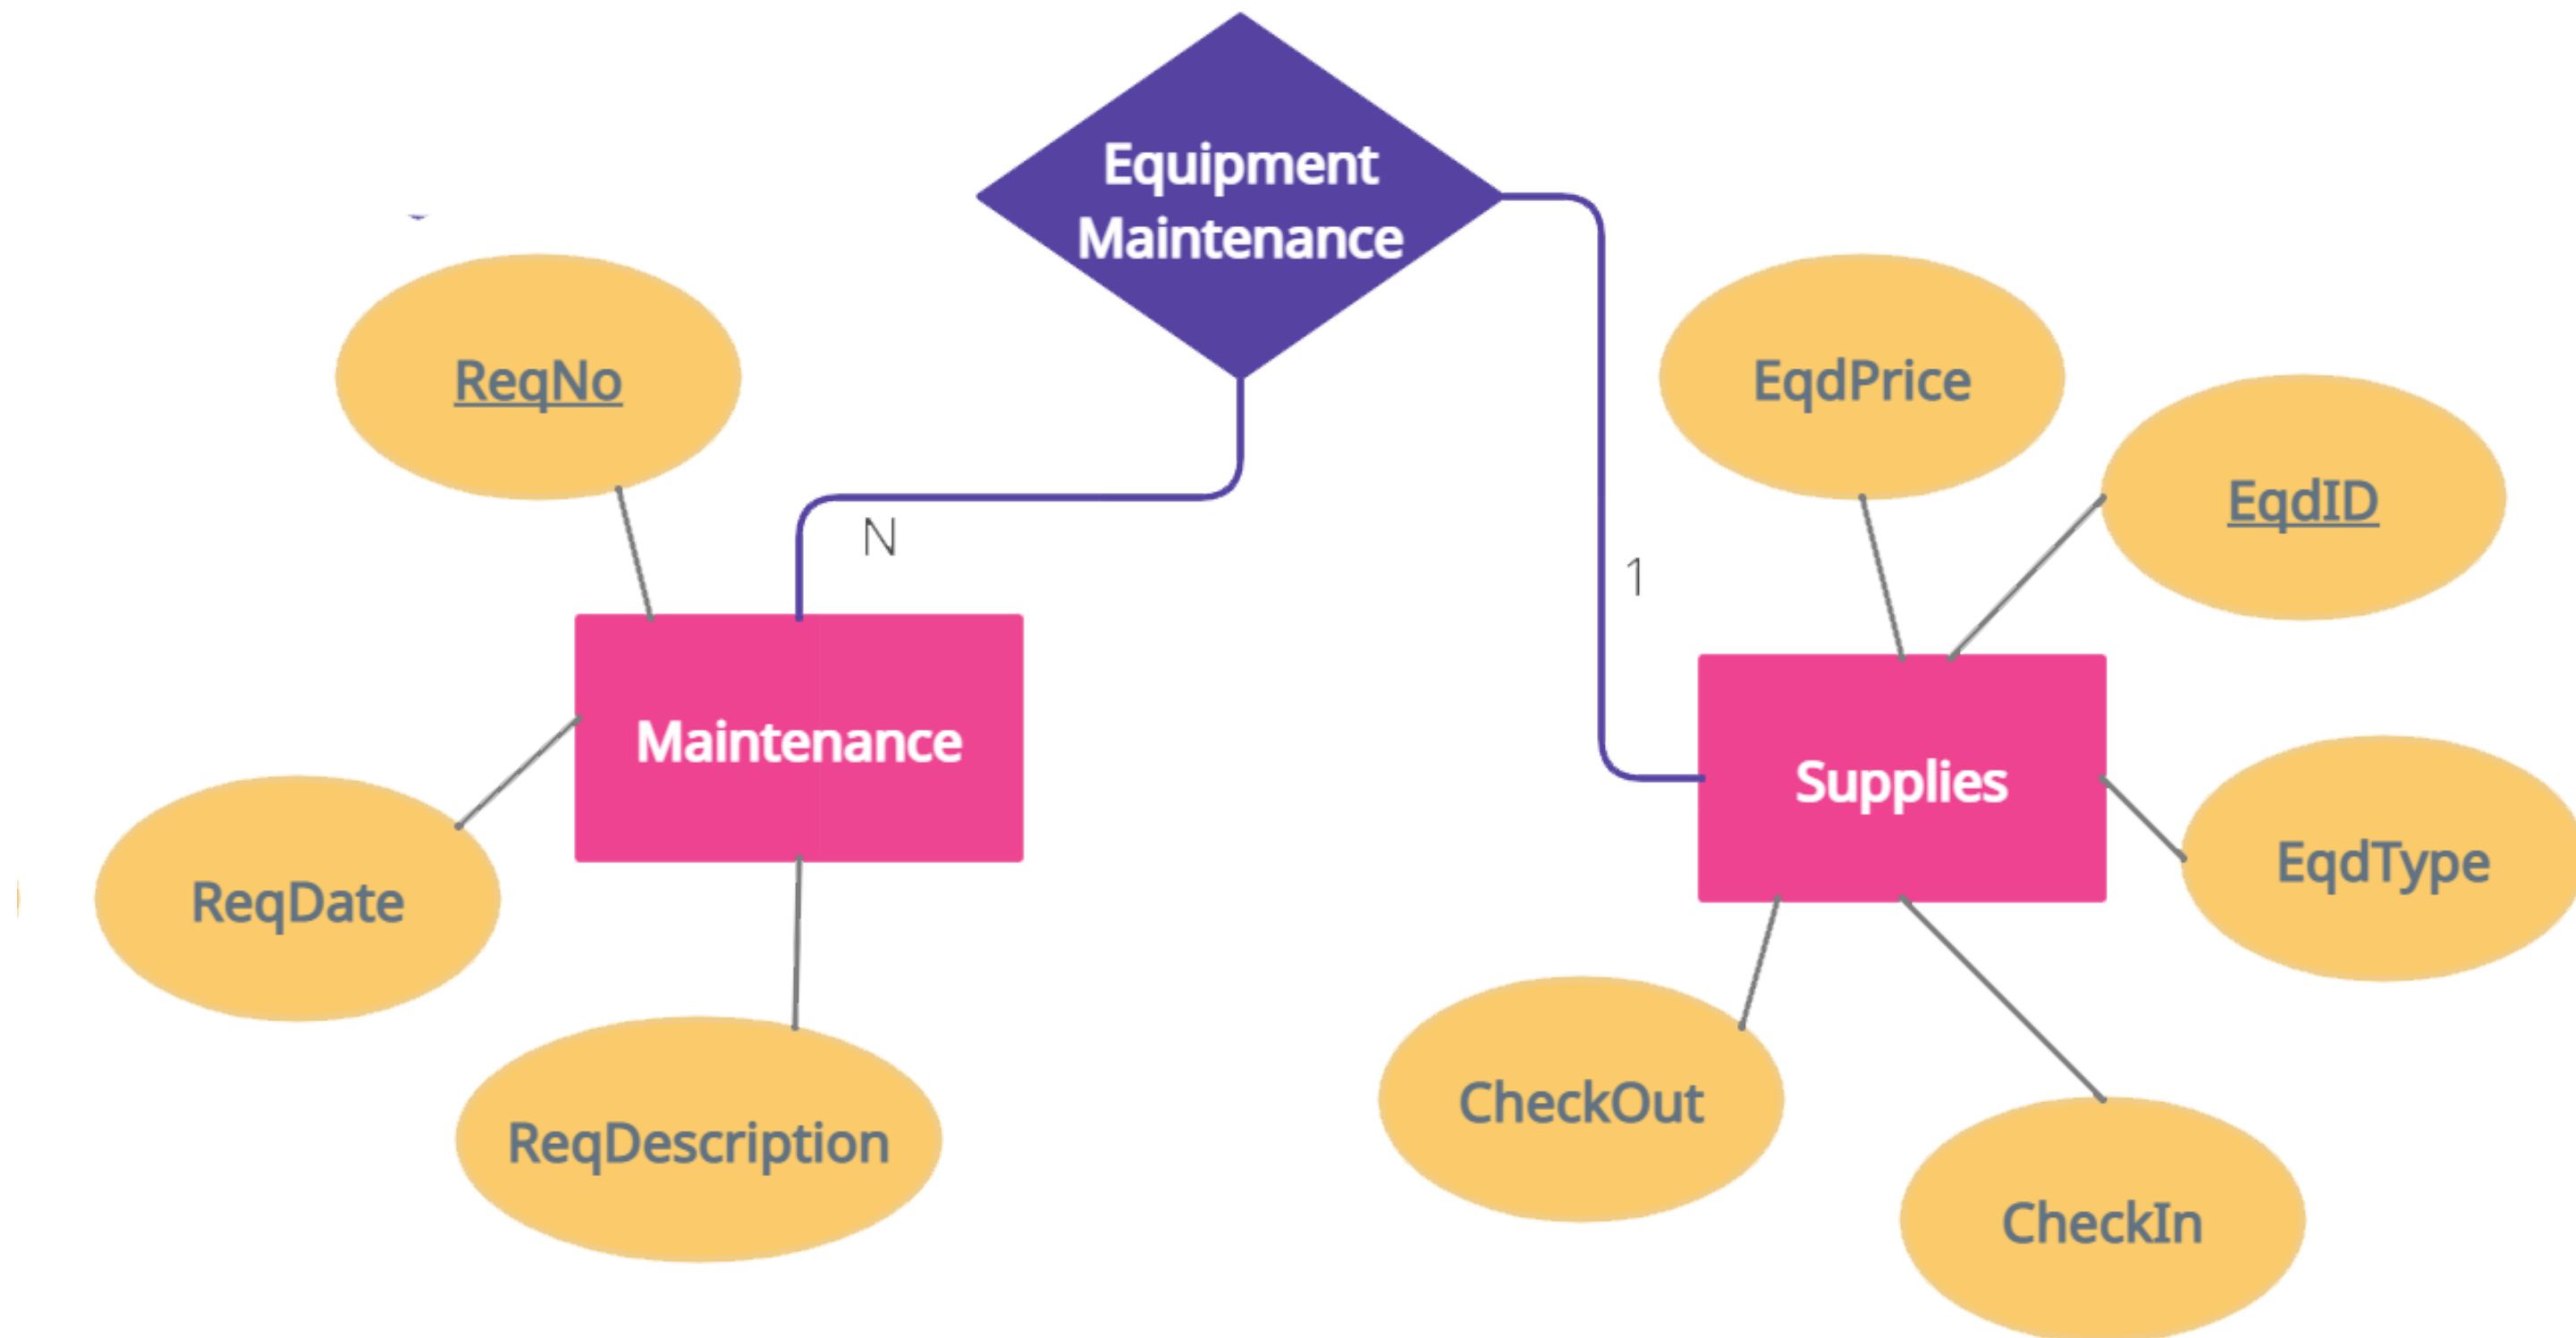 Equipment
Maintenance
ReqNo
EqdPrice
EqdID
N
1
Maintenance
Supplies
EqdType
ReqDate
CheckOut
ReqDescription
CheckIn